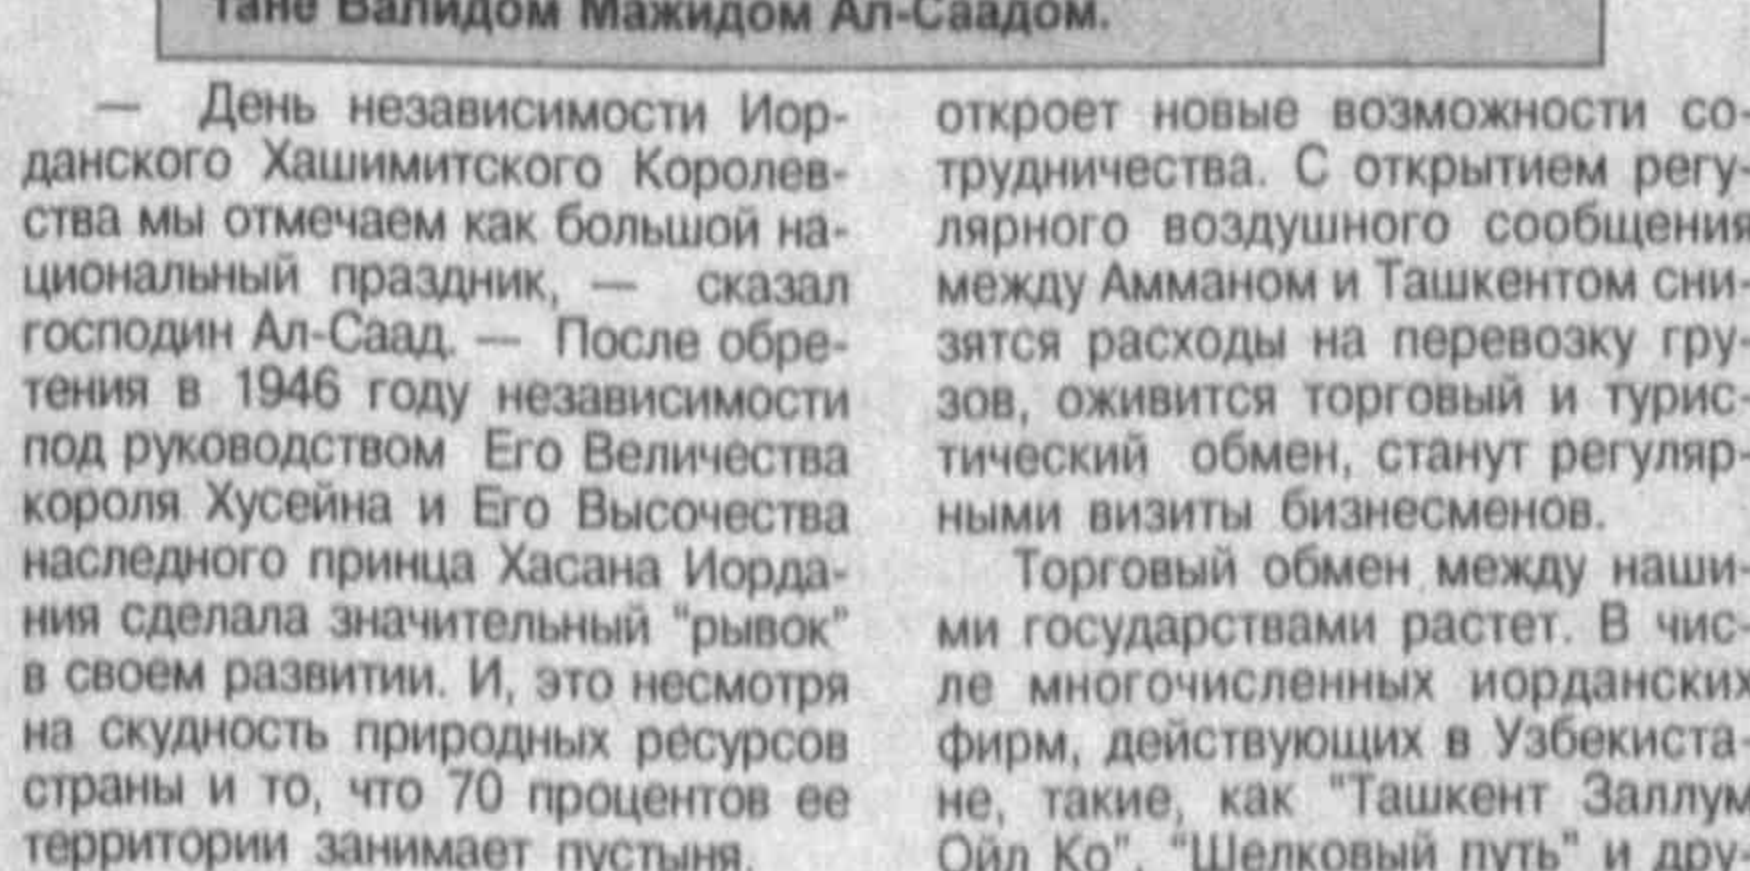 тане Валидом Мажидом Ал-Саадом.
— День независимости Иор-
данского Хашимитского Королев-
ства мы отмечаем как большой на-
циональный праздник, — сказал
господин Ал-Саад. — После обре-
тения в 1946 году независимости
под руководством Его Величества
короля Хусейна и Его Высочества
наследного принца Хасана Иорда-
ния сделала значительный "рывок"
в своем развитии. И, это несмотря
на скудность природных ресурсов
страны и то, что 70 процентов ее
территории занимает пустыня.
откроет новые возможности со-
трудничества. С открытием регу-
лярного воздушного сообщения
между Амманом и Ташкентом сни-
зятся расходы на перевозку гру-
зов, оживится торговый и турис-
тический обмен, станут регуляр-
ными визиты бизнесменов.
Торговый обмен между наши-
ми государствами растет. В чис-
ле многочисленных иорданских
фирм, действующих в Узбекиста-
не, такие, как "Ташкент Заллум
Ойл Ко", "Шелковый путь" и дру-